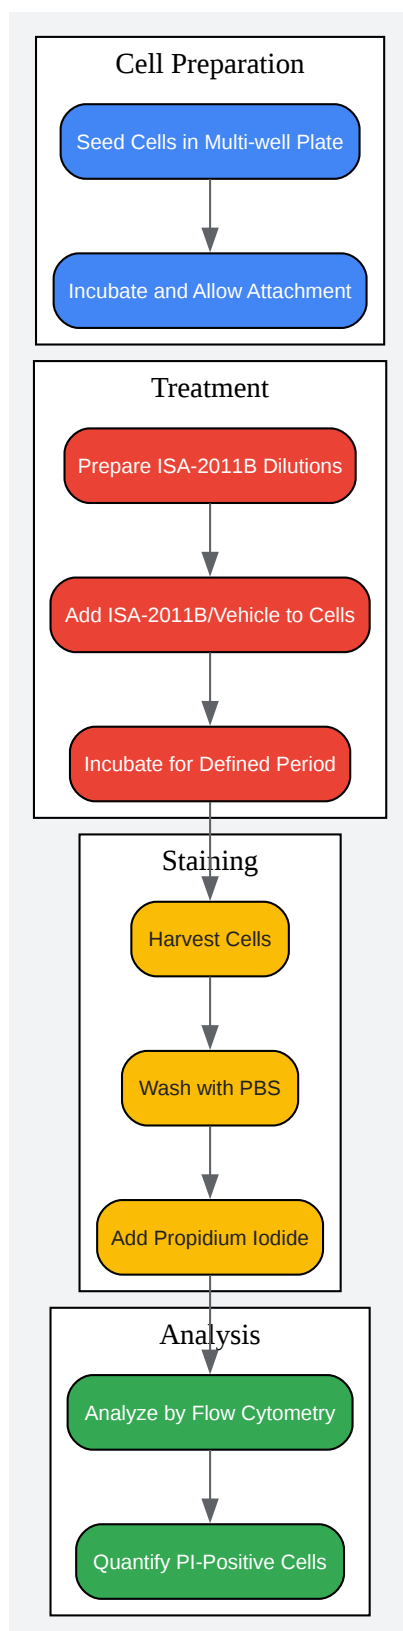 Cell Preparation
Seed Cells in Multi-well Plate
Incubate and Allow Attachment
Treatment
Prepare ISA-2011B Dilutions
Add ISA-2011B/Vehicle to Cells
Incubate for Defined Period
Staining
Harvest Cells
Wash with PBS
Add Propidium Iodide
Analysis
Analyze by Flow Cytometry
Quantify PI-Positive Cells